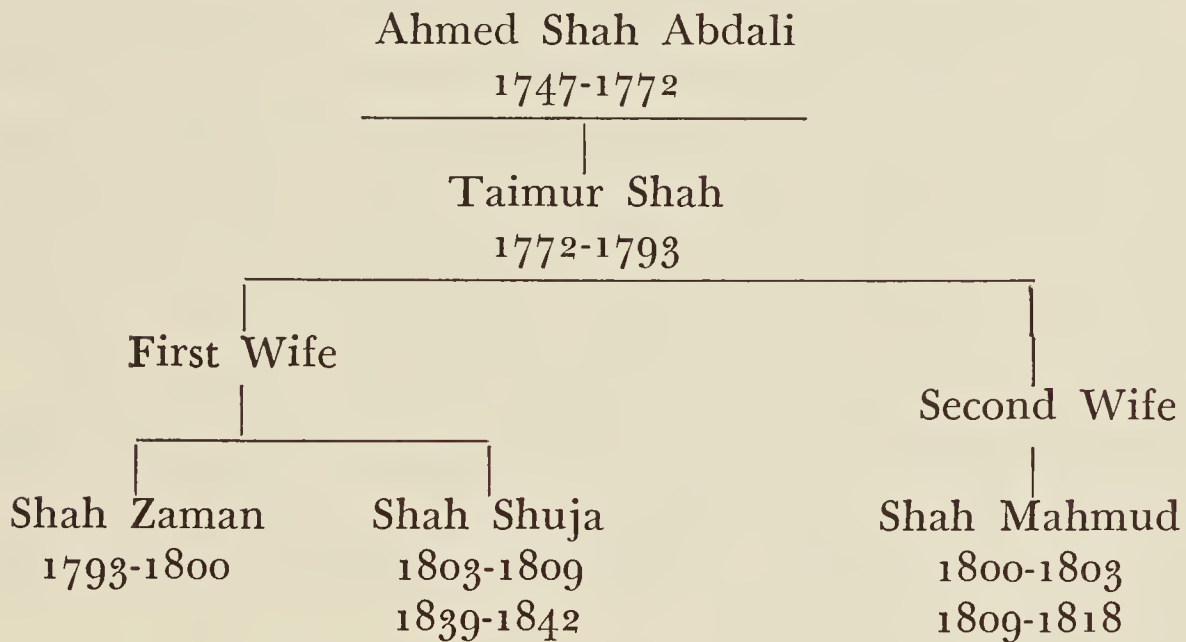 Ahmed Shah Abdali
1747-1772
Taimur Shah
1772-1793
First Wife
Second Wife
Shah Zaman
Shah Shuja
Shah Mahmud
1793-1800
1803-1809
1800-1803
1839-1842
1809-1818